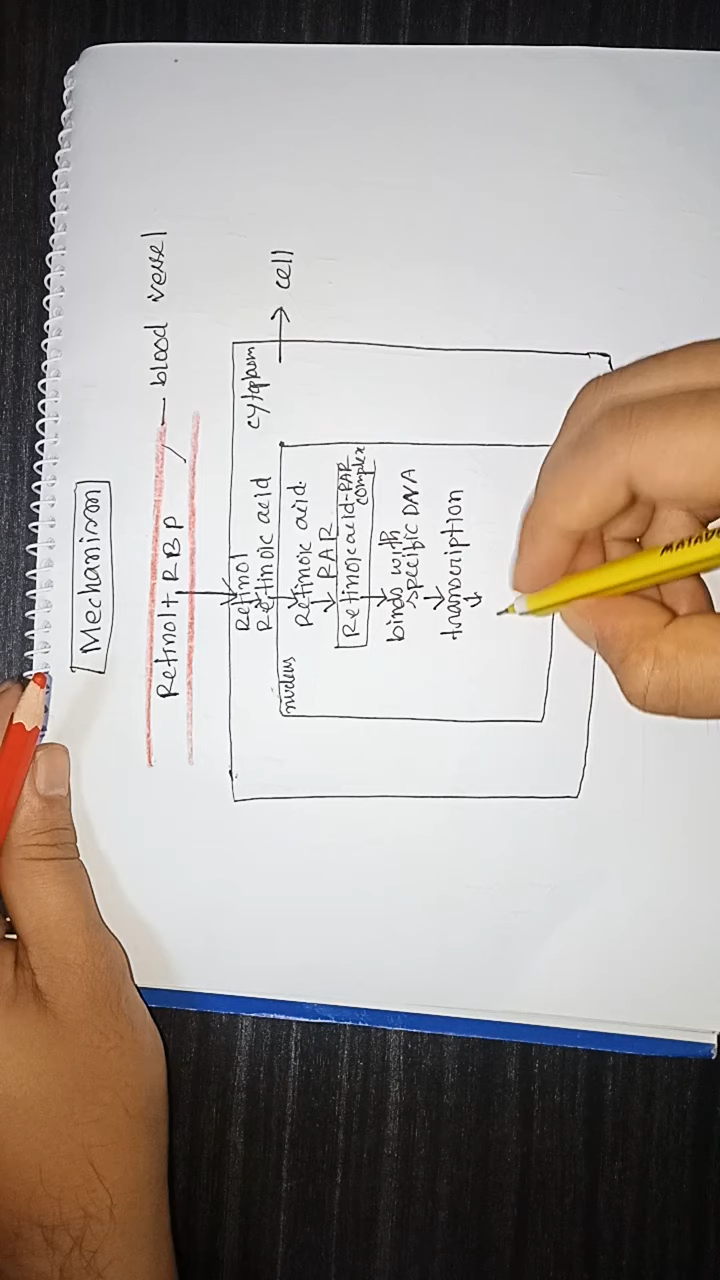 Mechanism
Retinol + RBP — blood vessel
Retinol
cytoplasm → cell
Retinoic acid
nucleus
Retinoic acid
RAR
Retinoic acid-RAR
complex
binds with
specific DNA
transcription
MATAD